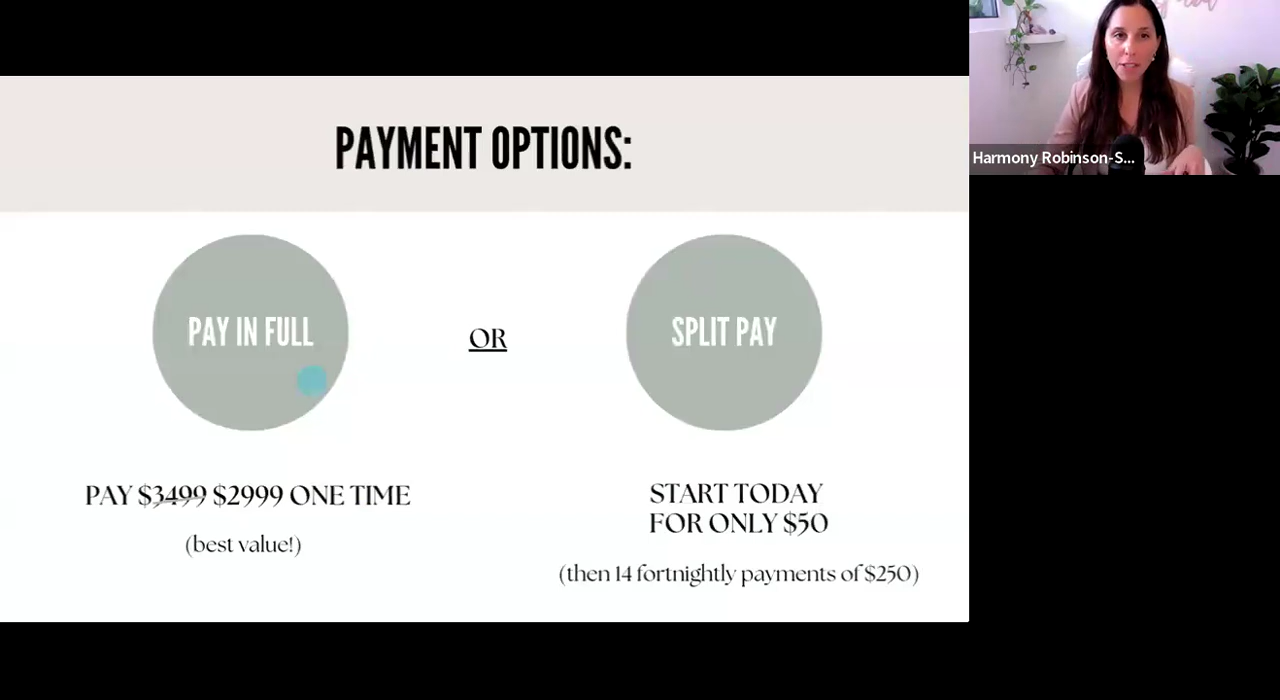 PAYMENT OPTIONS:
PAY IN FULL
OR
SPLIT PAY
PAY $3499 $2999 ONE TIME
(best value!)
START TODAY
FOR ONLY $50
(then 14 fortnightly payments of $250)
Harmony Robinson-S...